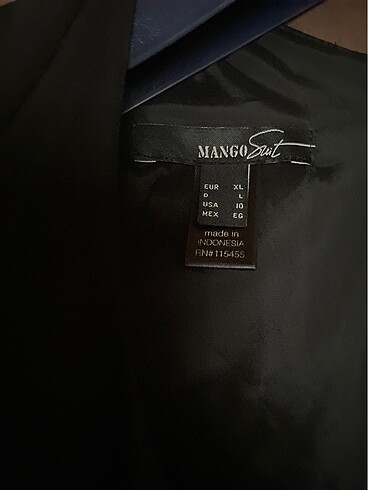 MANGO Suit
EUR XL
D L
USA 10
MEX EG
made in
INDONESIA
RN#115455